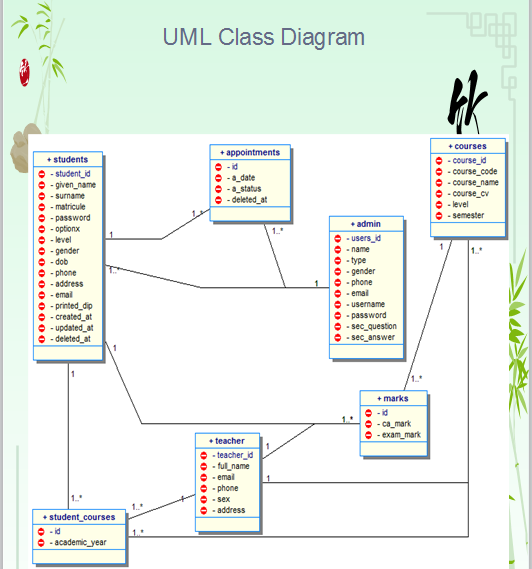 UML Class Diagram
+ students
- student_id
- given_name
- surname
- matricule
- password
- optionx
- level
- gender
- dob
- phone
- address
- email
- printed_dip
- created_at
- updated_at
- deleted_at
+ appointments
- id
- a_date
- a_status
- deleted_at
+ courses
- course_id
- course_code
- course_name
- course_cv
- level
- semester
+ admin
- users_id
- name
- type
- gender
- phone
- email
- username
- password
- sec_question
- sec_answer
+ marks
- id
- ca_mark
- exam_mark
+ teacher
- teacher_id
- full_name
- email
- phone
- sex
- address
+ student_courses
- id
- academic_year
1
1..*
1..*
1
1..*
1
1..*
1
1..*
1
1..*
1
1..*
1
1..*
1
1
1..*